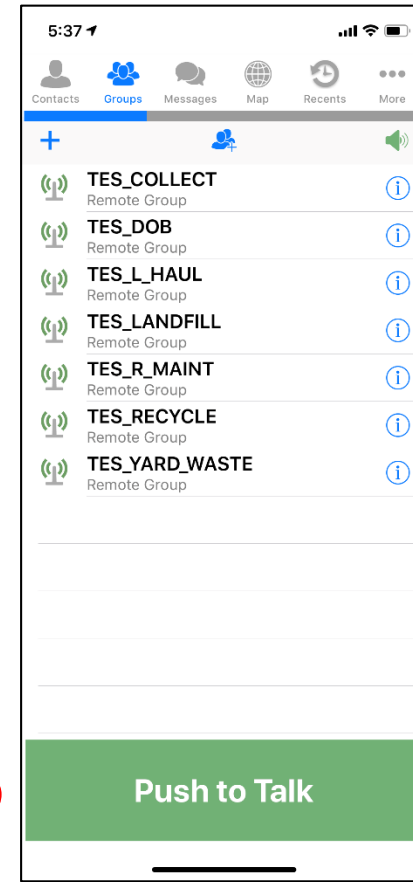 5:37
Contacts Groups Messages Map Recents More
TES_COLLECT
Remote Group
TES_DOB
Remote Group
TES_L_HAUL
Remote Group
TES_LANDFILL
Remote Group
TES_R_MAINT
Remote Group
TES_RECYCLE
Remote Group
TES_YARD_WASTE
Remote Group
Push to Talk